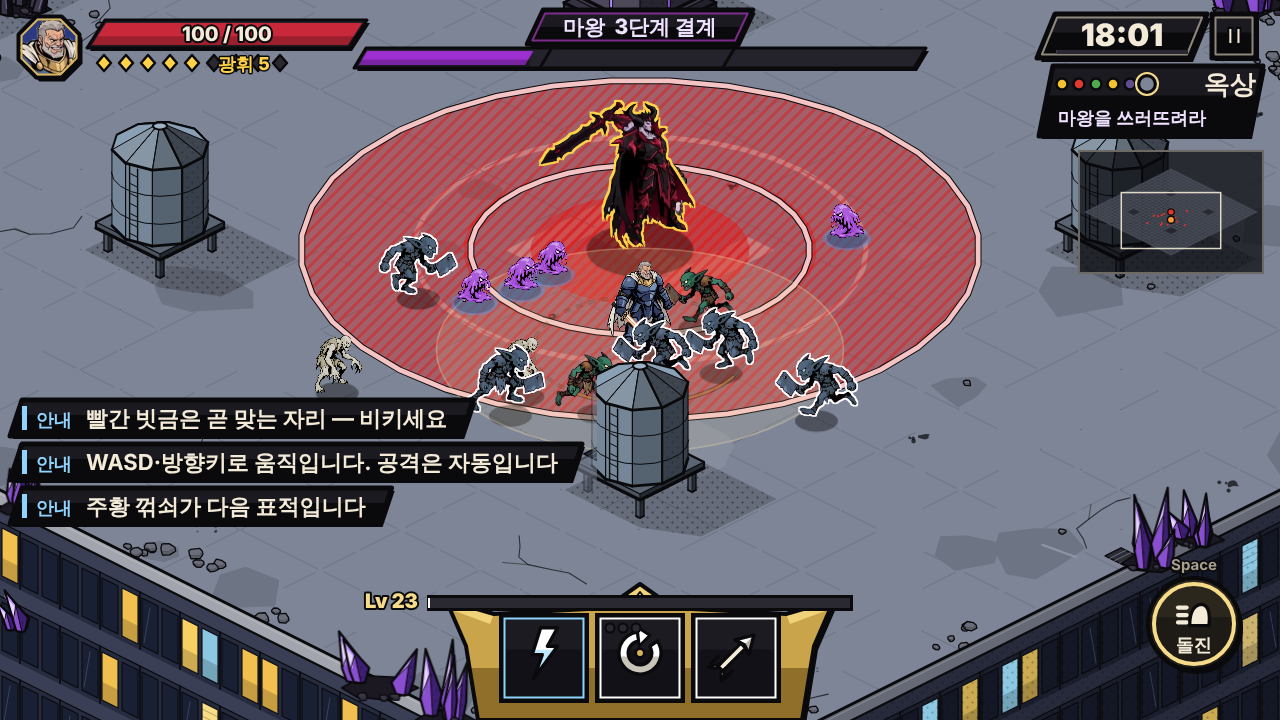 100 / 100
광휘 5
마왕 3단계 결계
18:01
옥상
마왕을 쓰러뜨려라
안내 빨간 빗금은 곧 맞는 자리 — 비키세요
안내 WASD·방향키로 움직입니다. 공격은 자동입니다
안내 주황 꺾쇠가 다음 표적입니다
Lv 23
Space
돌진